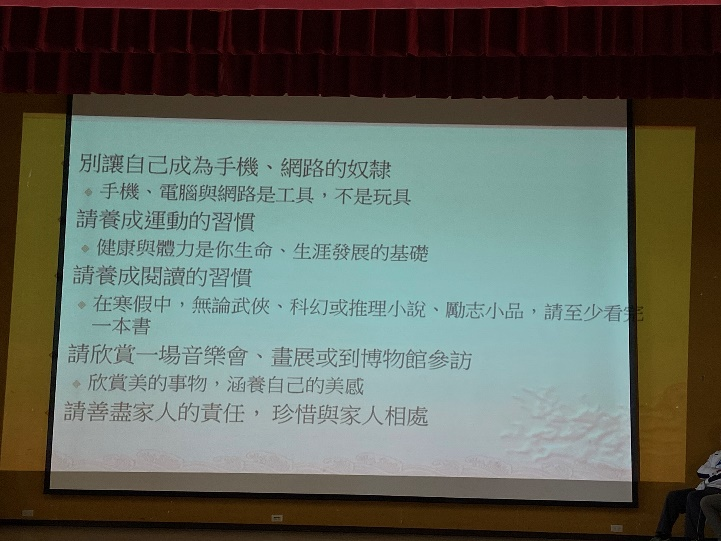 別讓自己成為手機、網路的奴隸
手機、電腦與網路是工具，不是玩具
請養成運動的習慣
健康與體力是你生命、生涯發展的基礎
請養成閱讀的習慣
在寒假中，無論武俠、科幻或推理小說、勵志小品，請至少看完
一本書
請欣賞一場音樂會、畫展或到博物館參訪
欣賞美的事物，涵養自己的美感
請善盡家人的責任， 珍惜與家人相處